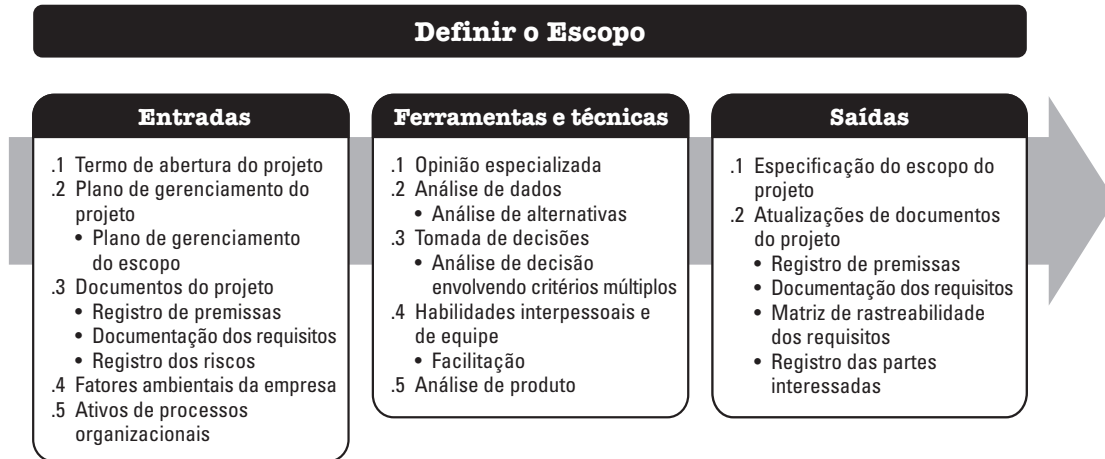 Definir o Escopo
Entradas
.1 Termo de abertura do projeto
.2 Plano de gerenciamento do
projeto
• Plano de gerenciamento
do escopo
.3 Documentos do projeto
• Registro de premissas
• Documentação dos requisitos
• Registro dos riscos
.4 Fatores ambientais da empresa
.5 Ativos de processos
organizacionais
Ferramentas e técnicas
.1 Opinião especializada
.2 Análise de dados
• Análise de alternativas
.3 Tomada de decisões
• Análise de decisão
envolvendo critérios múltiplos
.4 Habilidades interpessoais e
de equipe
• Facilitação
.5 Análise de produto
Saídas
.1 Especificação do escopo do
projeto
.2 Atualizações de documentos
do projeto
• Registro de premissas
• Documentação dos requisitos
• Matriz de rastreabilidade
dos requisitos
• Registro das partes
interessadas